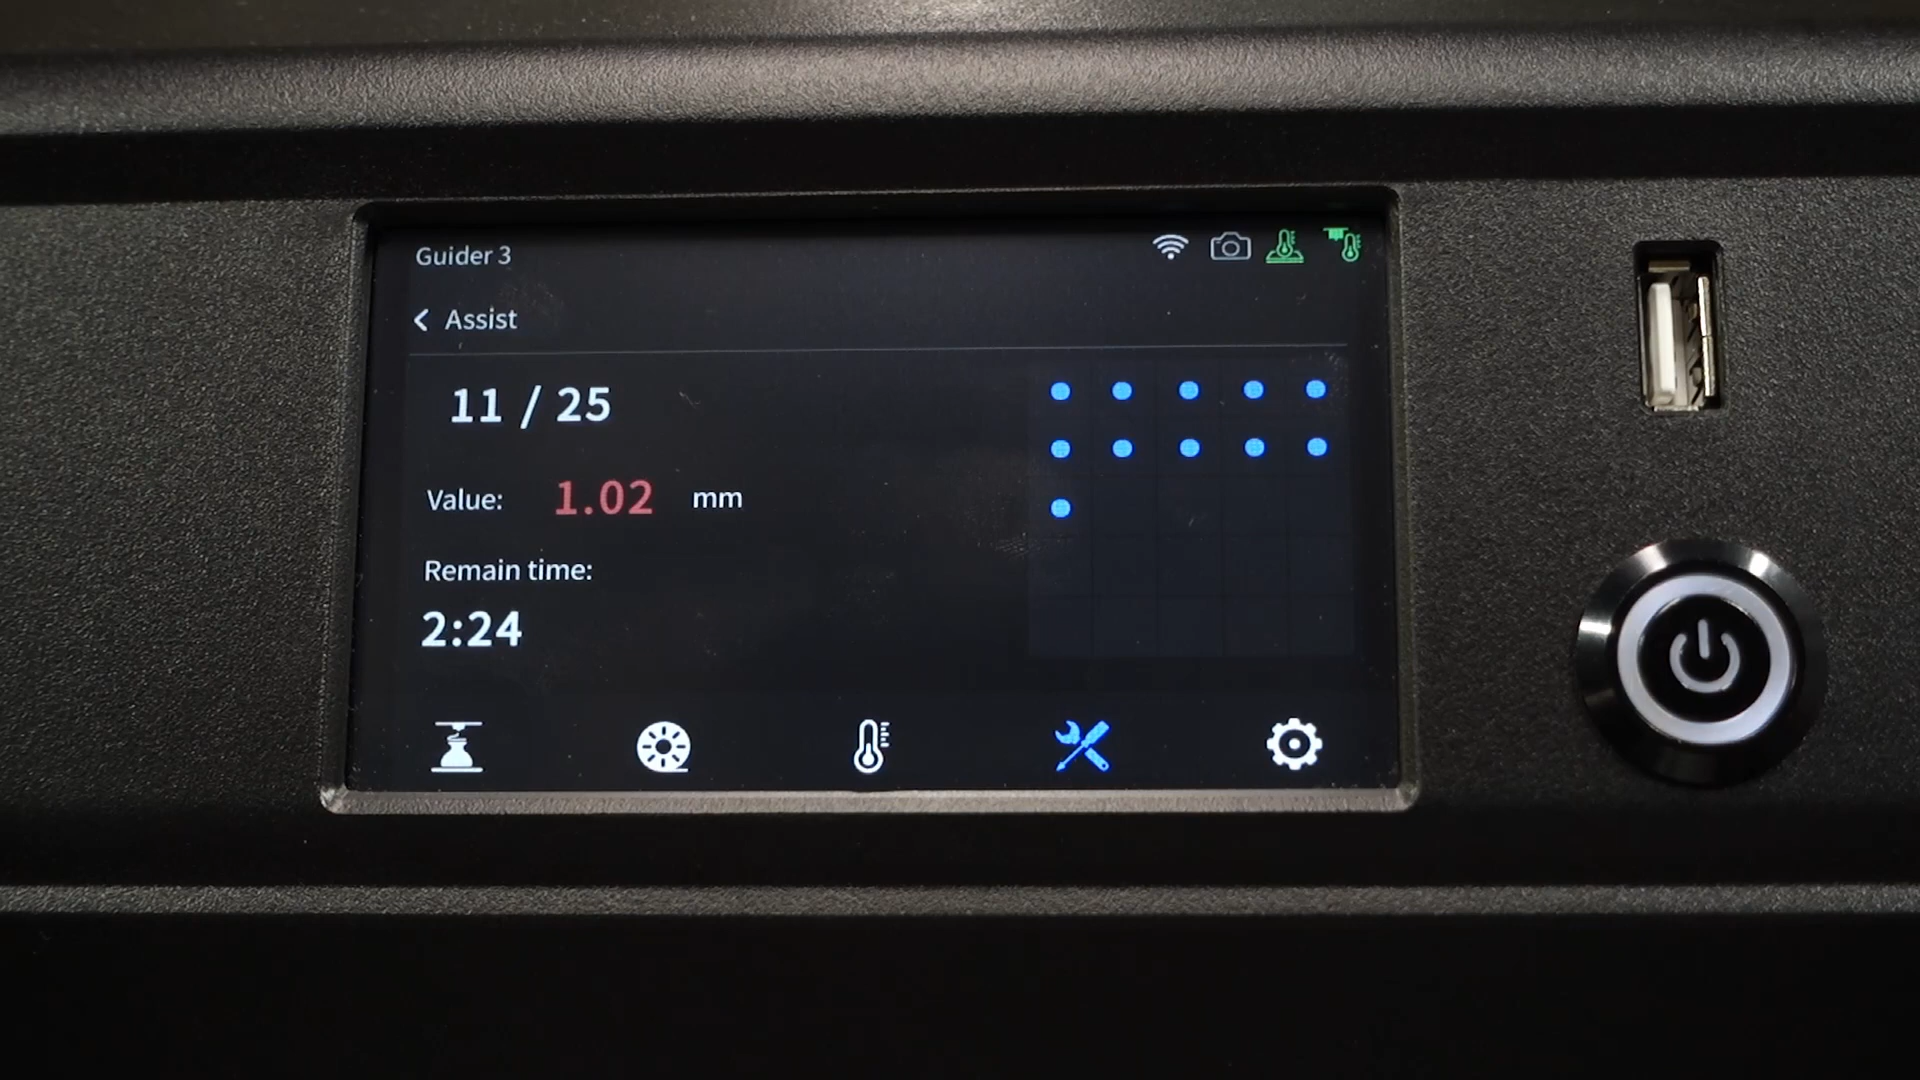 Guider 3
Assist
11 / 25
Value: 1.02 mm
Remain time:
2:24